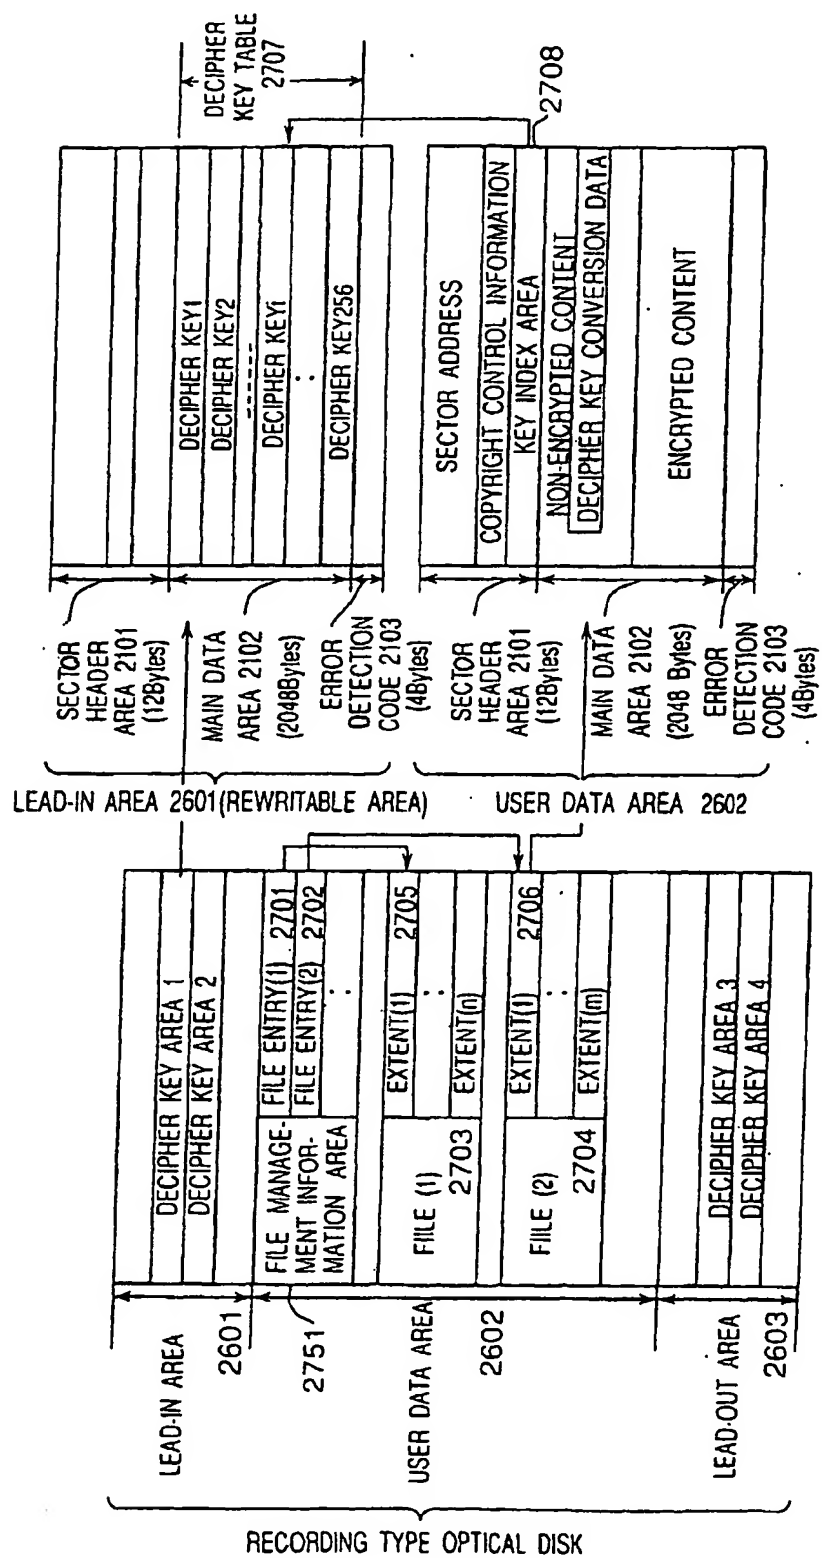 RECORDING TYPE OPTICAL DISK
LEAD-IN AREA
2601
DECIPHER KEY AREA 1
DECIPHER KEY AREA 2
USER DATA AREA
2602
2751
FILE MANAGE-
MENT INFOR-
MATION AREA
FILE ENTRY(1) 2701
FILE ENTRY(2) 2702
FIILE (1)
2703
EXTENT(1) 2705
EXTENT(n)
FIILE (2)
2704
EXTENT(1) 2706
EXTENT(m)
LEAD-OUT AREA
2603
DECIPHER KEY AREA 3
DECIPHER KEY AREA 4
LEAD-IN AREA 2601(REWRITABLE AREA)
SECTOR
HEADER
AREA 2101
(12Bytes)
MAIN DATA
AREA 2102
(2048Bytes)
ERROR
DETECTION
CODE 2103
(4Bytes)
DECIPHER KEY1
DECIPHER KEY2
DECIPHER KEYi
DECIPHER KEY256
DECIPHER
KEY TABLE
2707
USER DATA AREA 2602
SECTOR
HEADER
AREA 2101
(12Bytes)
MAIN DATA
AREA 2102
(2048 Bytes)
ERROR
DETECTION
CODE 2103
(4Bytes)
SECTOR ADDRESS
COPYRIGHT CONTROL INFORMATION
KEY INDEX AREA
2708
NON-ENCRYPTED CONTENT
DECIPHER KEY CONVERSION DATA
ENCRYPTED CONTENT